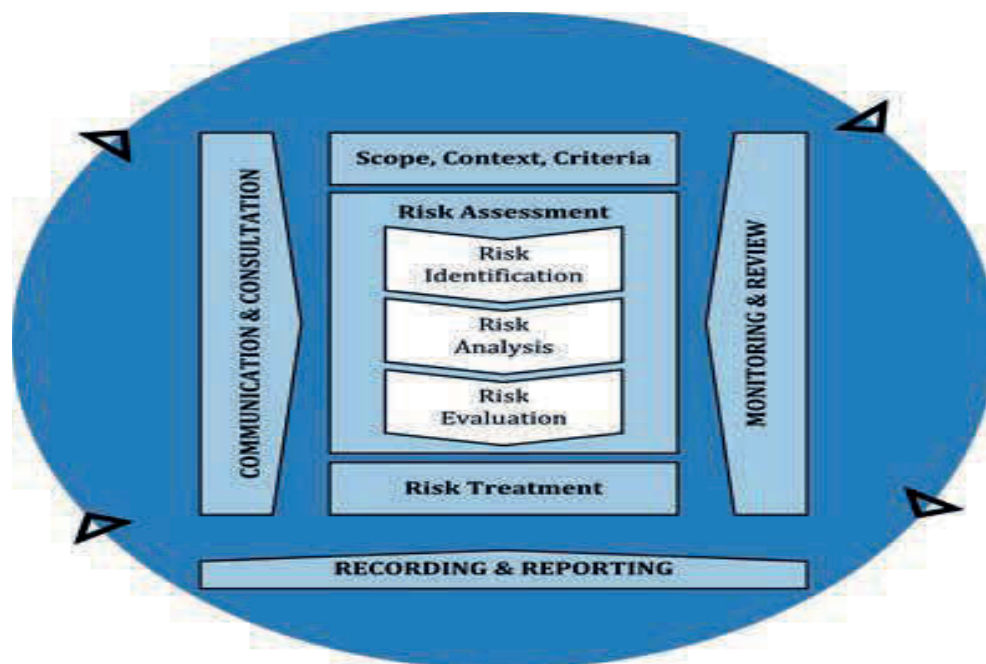 Scope, Context, Criteria
COMMUNICATION & CONSULTATION
Risk Assessment
Risk
Identification
Risk
Analysis
Risk
Evaluation
MONITORING & REVIEW
Risk Treatment
RECORDING & REPORTING